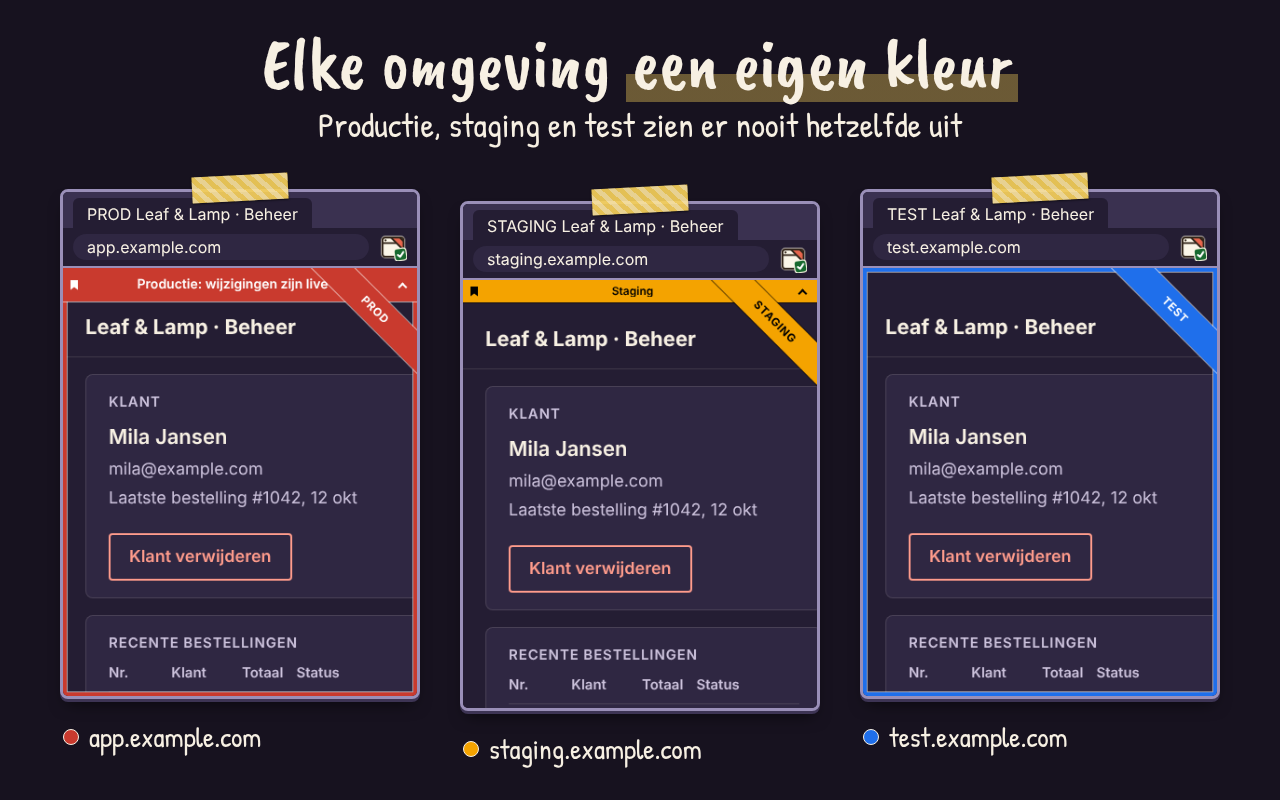 Elke omgeving een eigen kleur
Productie, staging en test zien er nooit hetzelfde uit
PROD Leaf & Lamp · Beheer
app.example.com
Productie: wijzigingen zijn live
PROD
Leaf & Lamp · Beheer
KLANT
Mila Jansen
mila@example.com
Laatste bestelling #1042, 12 okt
Klant verwijderen
RECENTE BESTELLINGEN
Nr. Klant Totaal Status
app.example.com
STAGING Leaf & Lamp · Beheer
staging.example.com
Staging
STAGING
Leaf & Lamp · Beheer
KLANT
Mila Jansen
mila@example.com
Laatste bestelling #1042, 12 okt
Klant verwijderen
RECENTE BESTELLINGEN
Nr. Klant Totaal Status
staging.example.com
TEST Leaf & Lamp · Beheer
test.example.com
TEST
Leaf & Lamp · Beheer
KLANT
Mila Jansen
mila@example.com
Laatste bestelling #1042, 12 okt
Klant verwijderen
RECENTE BESTELLINGEN
Nr. Klant Totaal Status
test.example.com